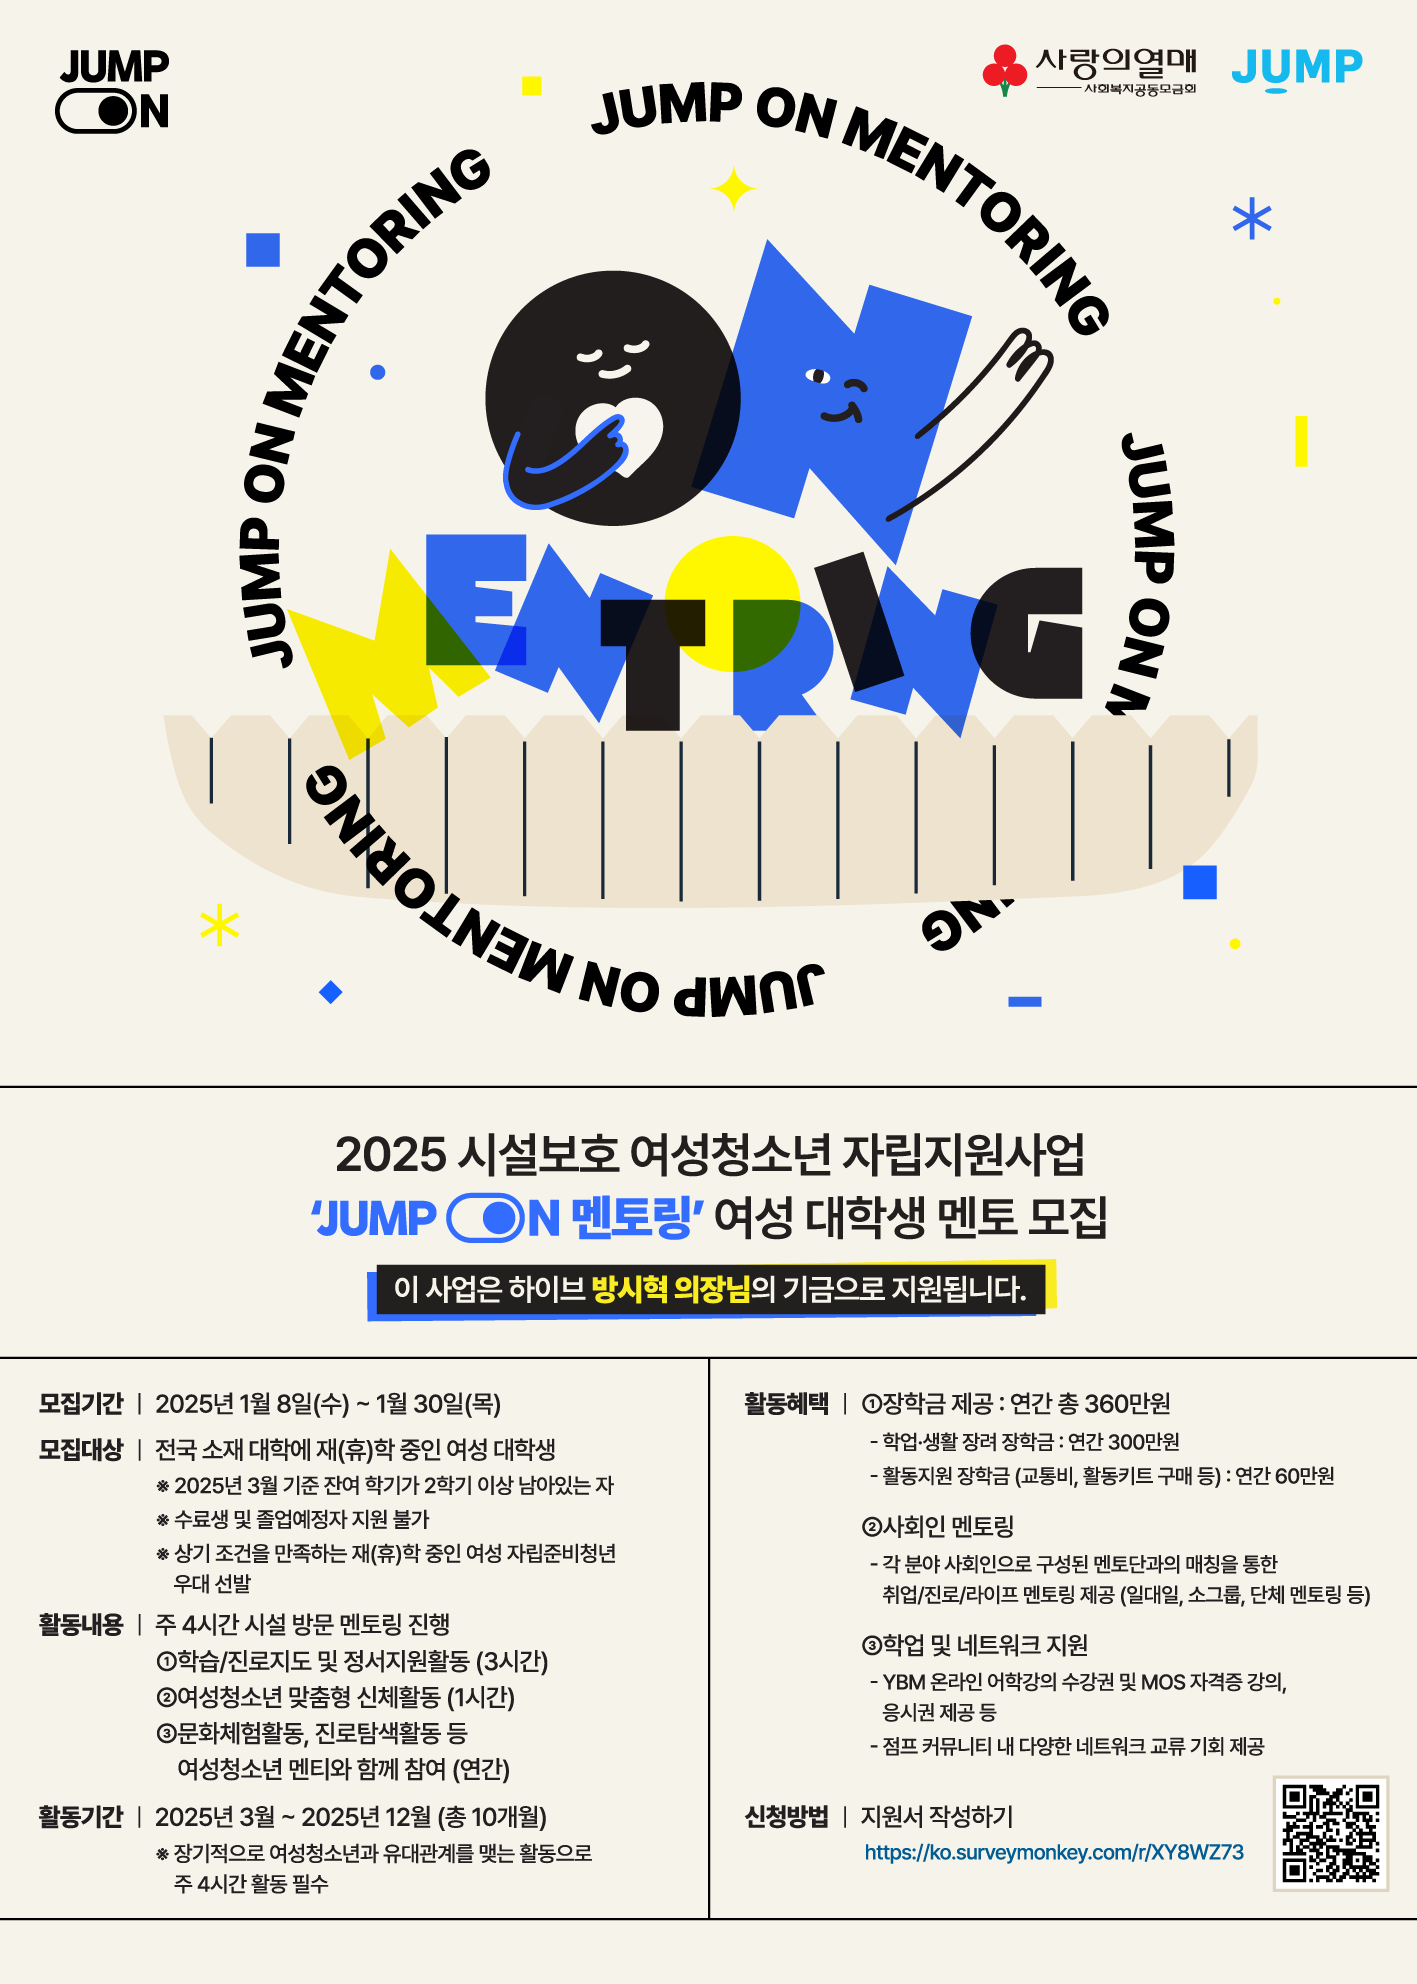 JUMP
ON
사랑의열매
사회복지공동모금회
JUMP
JUMP ON MENTORING
JUMP ON MENTORING
JUMP ON M
NG
JUMP ON MENTORING
ON
MENTORING
2025 시설보호 여성청소년 자립지원사업
‘JUMP ON 멘토링’ 여성 대학생 멘토 모집
이 사업은 하이브 방시혁 의장님의 기금으로 지원됩니다.
모집기간 | 2025년 1월 8일(수) ~ 1월 30일(목)
모집대상 | 전국 소재 대학에 재(휴)학 중인 여성 대학생
※ 2025년 3월 기준 잔여 학기가 2학기 이상 남아있는 자
※ 수료생 및 졸업예정자 지원 불가
※ 상기 조건을 만족하는 재(휴)학 중인 여성 자립준비청년
우대 선발
활동내용 | 주 4시간 시설 방문 멘토링 진행
①학습/진로지도 및 정서지원활동 (3시간)
②여성청소년 맞춤형 신체활동 (1시간)
③문화체험활동, 진로탐색활동 등
여성청소년 멘티와 함께 참여 (연간)
활동기간 | 2025년 3월 ~ 2025년 12월 (총 10개월)
※ 장기적으로 여성청소년과 유대관계를 맺는 활동으로
주 4시간 활동 필수
활동혜택 | ①장학금 제공 : 연간 총 360만원
- 학업·생활 장려 장학금 : 연간 300만원
- 활동지원 장학금 (교통비, 활동키트 구매 등) : 연간 60만원
②사회인 멘토링
- 각 분야 사회인으로 구성된 멘토단과의 매칭을 통한
취업/진로/라이프 멘토링 제공 (일대일, 소그룹, 단체 멘토링 등)
③학업 및 네트워크 지원
- YBM 온라인 어학강의 수강권 및 MOS 자격증 강의,
응시권 제공 등
- 점프 커뮤니티 내 다양한 네트워크 교류 기회 제공
신청방법 | 지원서 작성하기
https://ko.surveymonkey.com/r/XY8WZ73